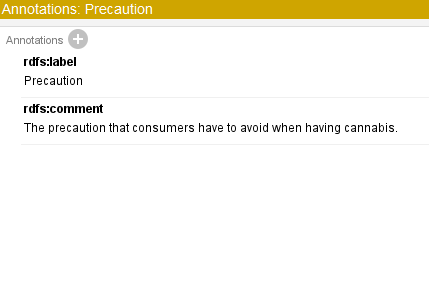 Annotations: Precaution
Annotations
rdfs:label
Precaution
rdfs:comment
The precaution that consumers have to avoid when having cannabis.